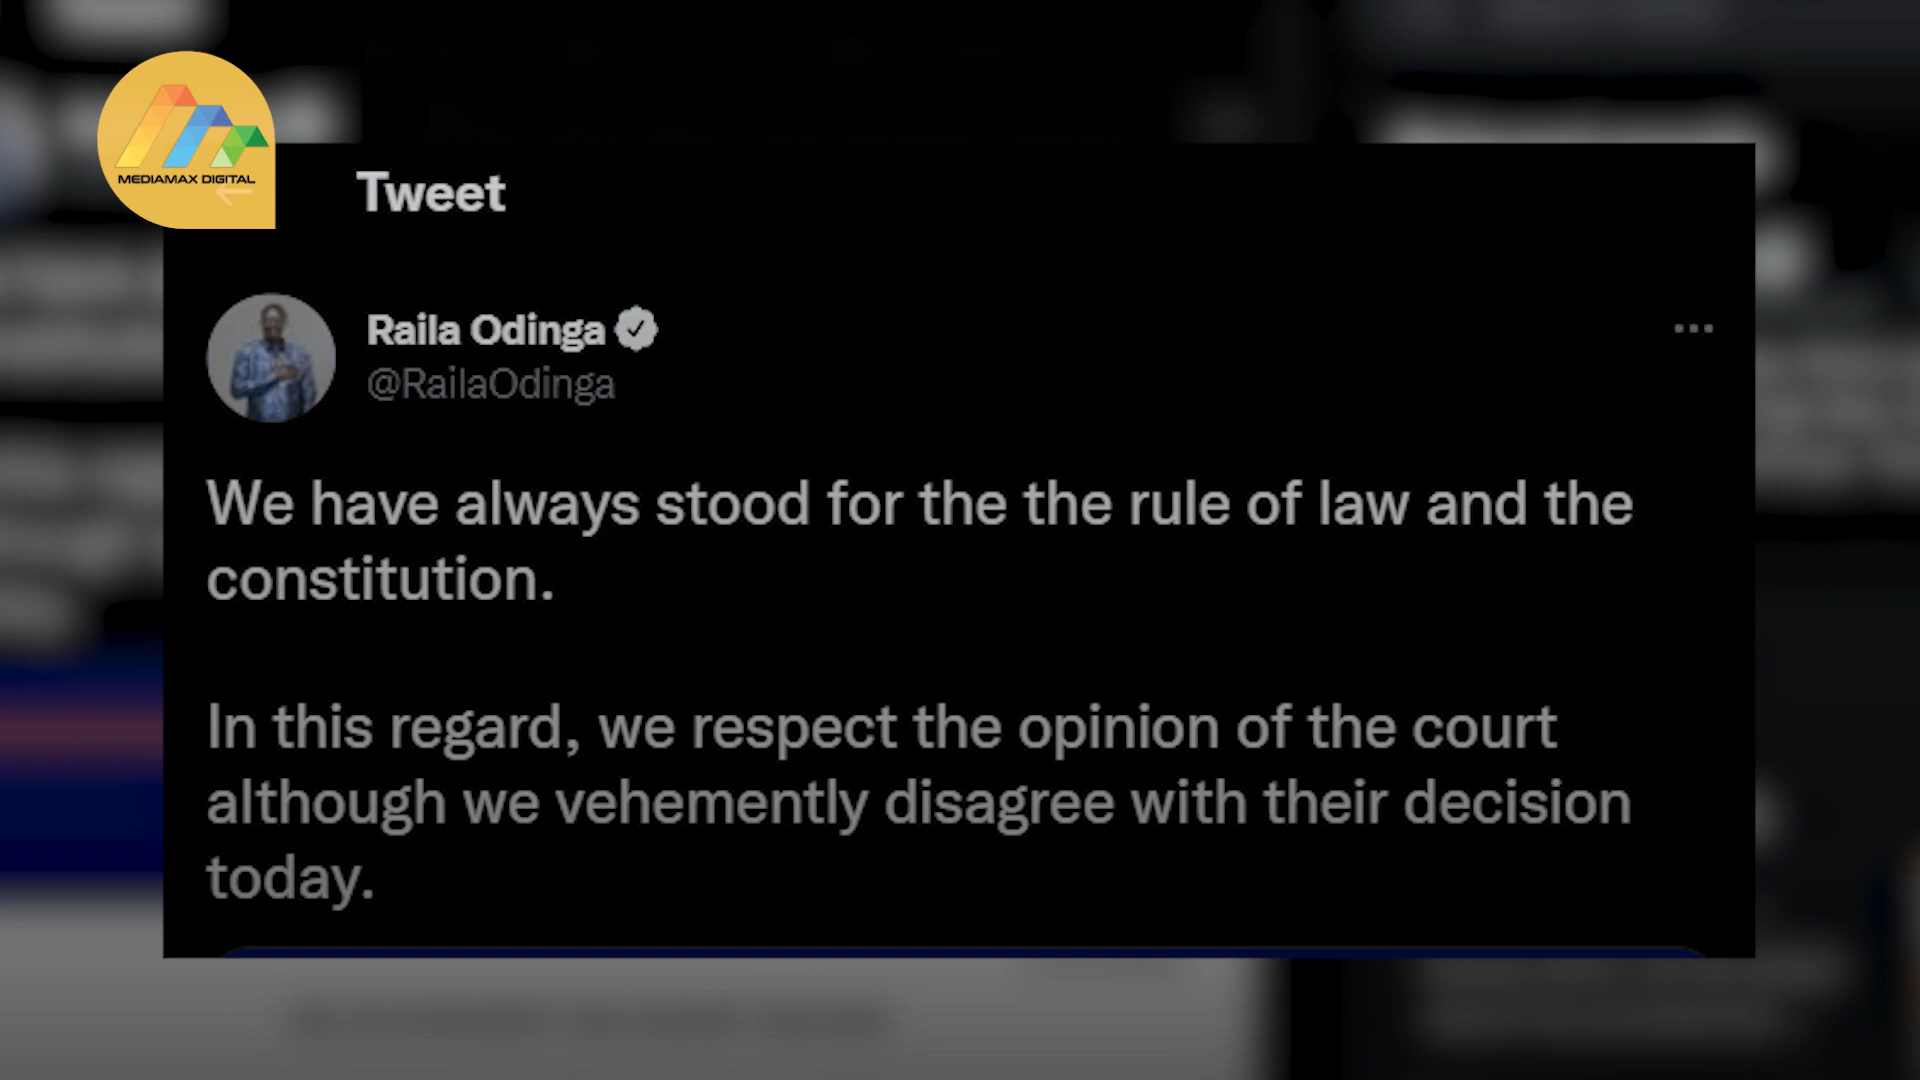 MEDIAMAX DIGITAL
Tweet
Raila Odinga
@RailaOdinga
We have always stood for the the rule of law and the
constitution.
In this regard, we respect the opinion of the court
although we vehemently disagree with their decision
today.